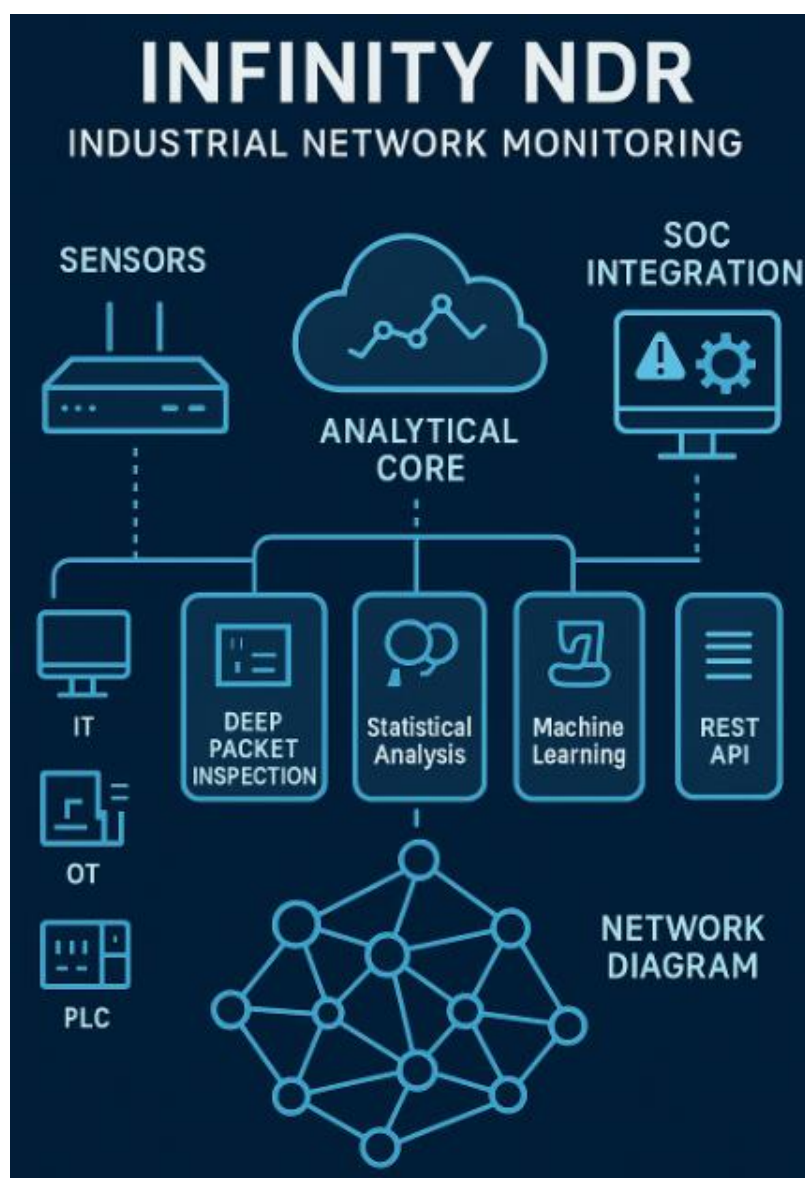 INFINITY NDR
INDUSTRIAL NETWORK MONITORING
SENSORS
ANALYTICAL
CORE
SOC
INTEGRATION
IT
OT
PLC
DEEP
PACKET
INSPECTION
Statistical
Analysis
Machine
Learning
REST
API
NETWORK
DIAGRAM